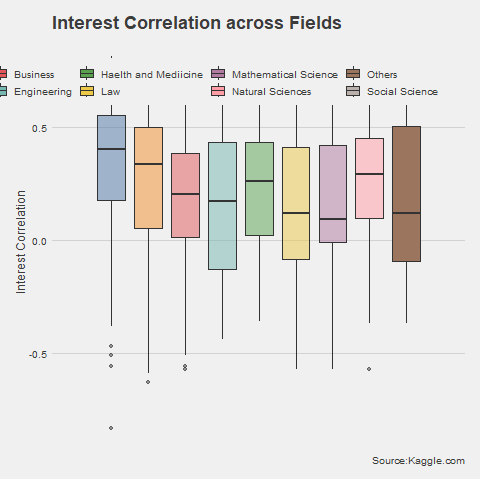 Interest Correlation across Fields
Business Haelth and Mediicine Mathematical Science Others
Engineering Law Natural Sciences Social Science
Interest Correlation
0.5
0.0
-0.5
Source:Kaggle.com